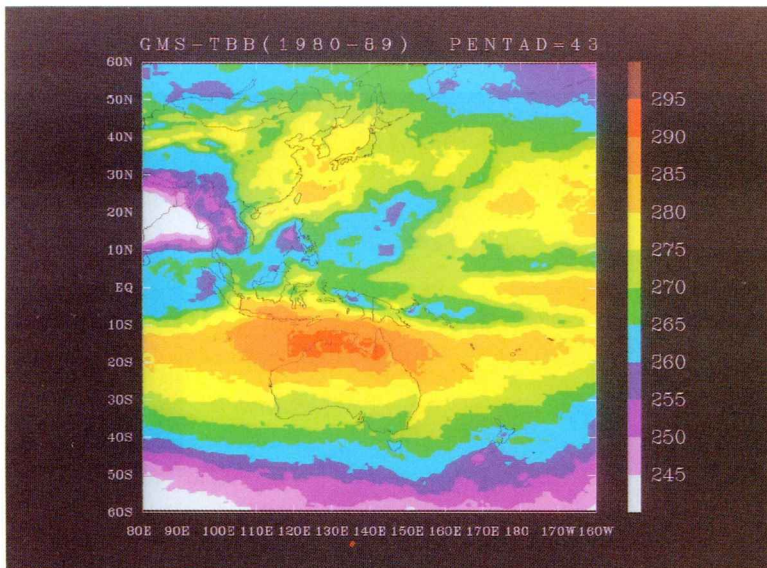 GMS-TBB(1980-89) PENTAD=43
60N
50N
40N
30N
20N
10N
EQ
10S
20S
30S
40S
50S
60S
80E 90E 100E 110E 120E 130E 140E 150E 160E 170E 180 170W 160W
295
290
285
280
275
270
265
260
255
250
245